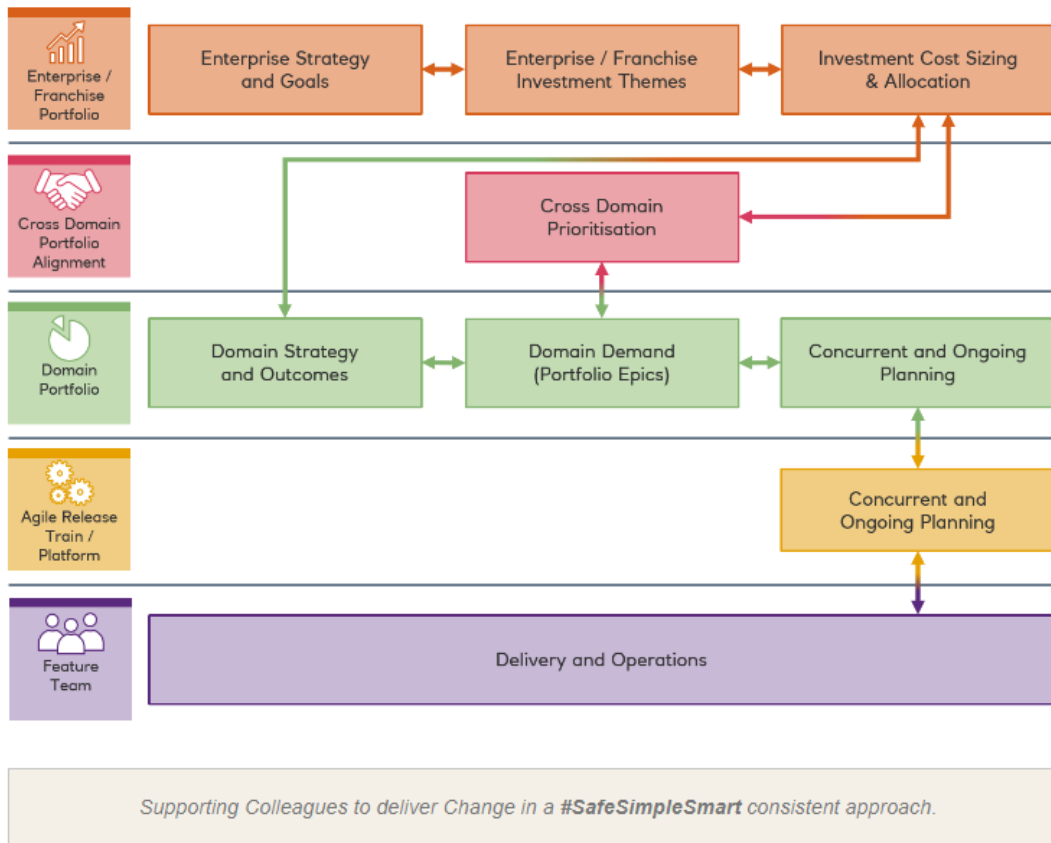 Enterprise /
Franchise
Portfolio
Enterprise Strategy
and Goals
Enterprise / Franchise
Investment Themes
Investment Cost Sizing
& Allocation
Cross Domain
Portfolio
Alignment
Cross Domain
Prioritisation
Domain
Portfolio
Domain Strategy
and Outcomes
Domain Demand
(Portfolio Epics)
Concurrent and Ongoing
Planning
Agile Release
Train /
Platform
Concurrent and
Ongoing Planning
Feature
Team
Delivery and Operations
Supporting Colleagues to deliver Change in a #SafeSimpleSmart consistent approach.